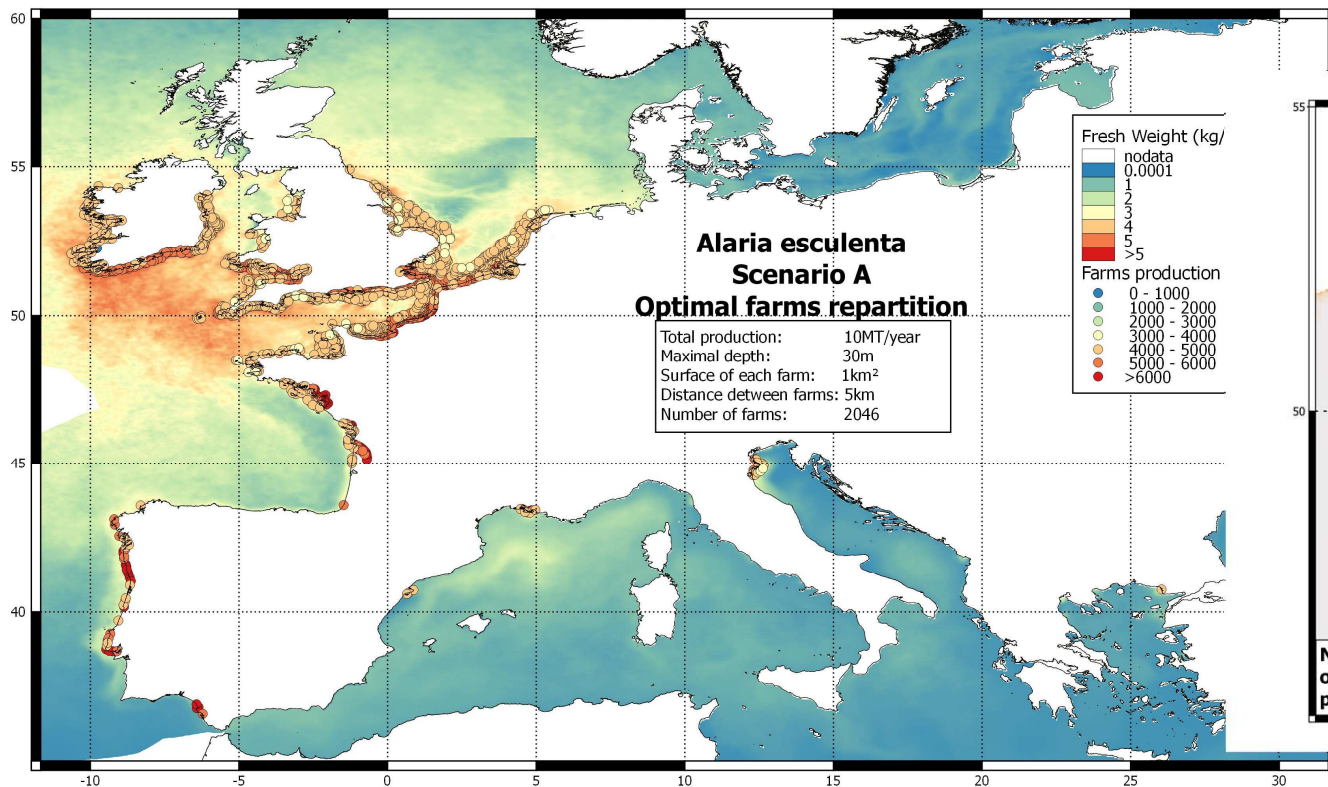 60
55
50
45
40
-10
-5
0
5
10
15
20
25
30
Alaria esculenta
Scenario A
Optimal farms repartition
Total production: 10MT/year
Maximal depth: 30m
Surface of each farm: 1km²
Distance detween farms: 5km
Number of farms: 2046
Fresh Weight (kg/
nodata
0.0001
1
2
3
4
5
>5
Farms production
0 - 1000
1000 - 2000
2000 - 3000
3000 - 4000
4000 - 5000
5000 - 6000
>6000
55
50
N
o
p